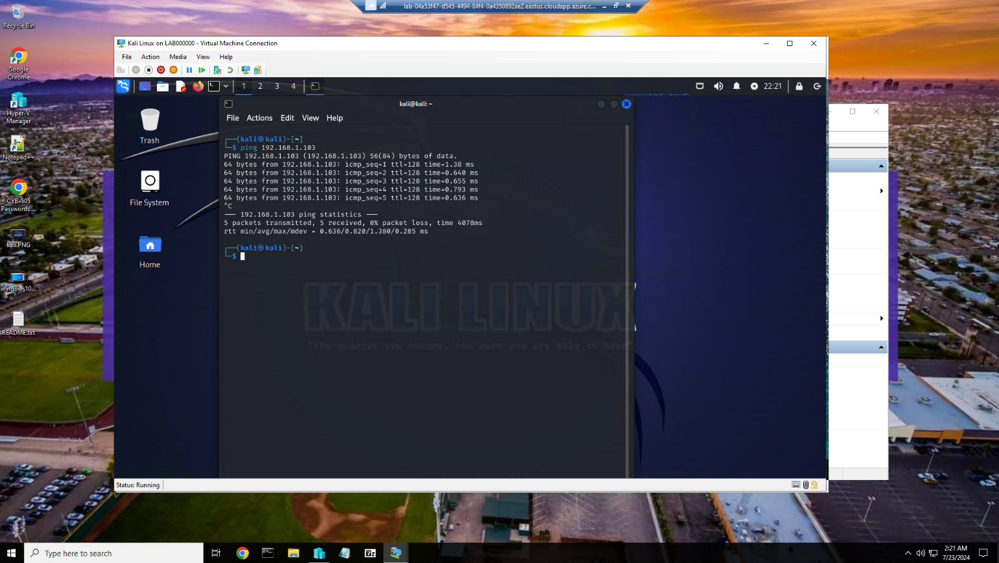 lab-04a53f47-d545-4494-84f4-0a4350892ae2.eastus.cloudapp.azure.c...
Recycle Bin
Google
Chrome
Hyper-V
Manager
Notepad++
CYB-505
Passwords....
kali.PNG
windows10...
README.txt
Kali Linux on LAB000000 - Virtual Machine Connection
File Action Media View Help
1 2 3 4 22:21
Trash
File System
Home
kali@kali: ~
File Actions Edit View Help
┌──(kali㉿kali)-[~]
└─$ ping 192.168.1.103
PING 192.168.1.103 (192.168.1.103) 56(84) bytes of data.
64 bytes from 192.168.1.103: icmp_seq=1 ttl=128 time=1.38 ms
64 bytes from 192.168.1.103: icmp_seq=2 ttl=128 time=0.640 ms
64 bytes from 192.168.1.103: icmp_seq=3 ttl=128 time=0.655 ms
64 bytes from 192.168.1.103: icmp_seq=4 ttl=128 time=0.793 ms
64 bytes from 192.168.1.103: icmp_seq=5 ttl=128 time=0.636 ms
^C
── 192.168.1.103 ping statistics ──
5 packets transmitted, 5 received, 0% packet loss, time 4078ms
rtt min/avg/max/mdev = 0.636/0.820/1.380/0.285 ms
┌──(kali㉿kali)-[~]
└─$
KALI LINUX
"the quieter you become, the more you are able to hear"
Status: Running
Type here to search
7z
2:21 AM
7/23/2024